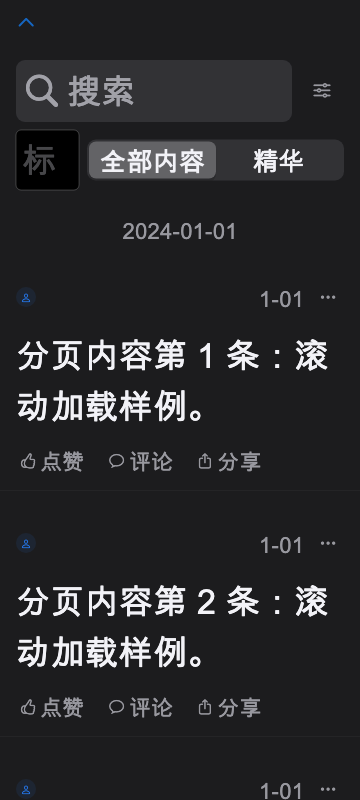 搜索
标
全部内容 精华
2024-01-01
1-01
分页内容第 1 条：滚
动加载样例。
点赞 评论 分享
1-01
分页内容第 2 条：滚
动加载样例。
点赞 评论 分享
1-01